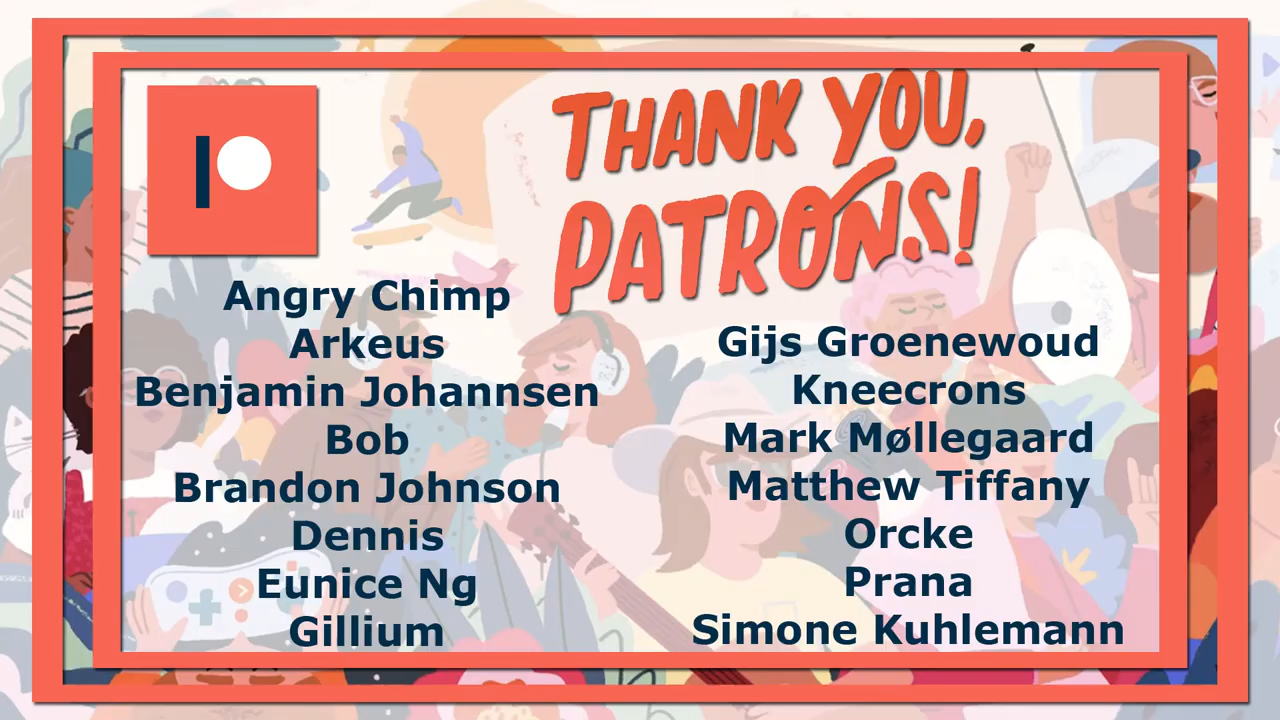 THANK YOU,
PATRONS!
Angry Chimp
Arkeus
Benjamin Johannsen
Bob
Brandon Johnson
Dennis
Eunice Ng
Gillium
Gijs Groenewoud
Kneecrons
Mark Møllegaard
Matthew Tiffany
Orcke
Prana
Simone Kuhlemann